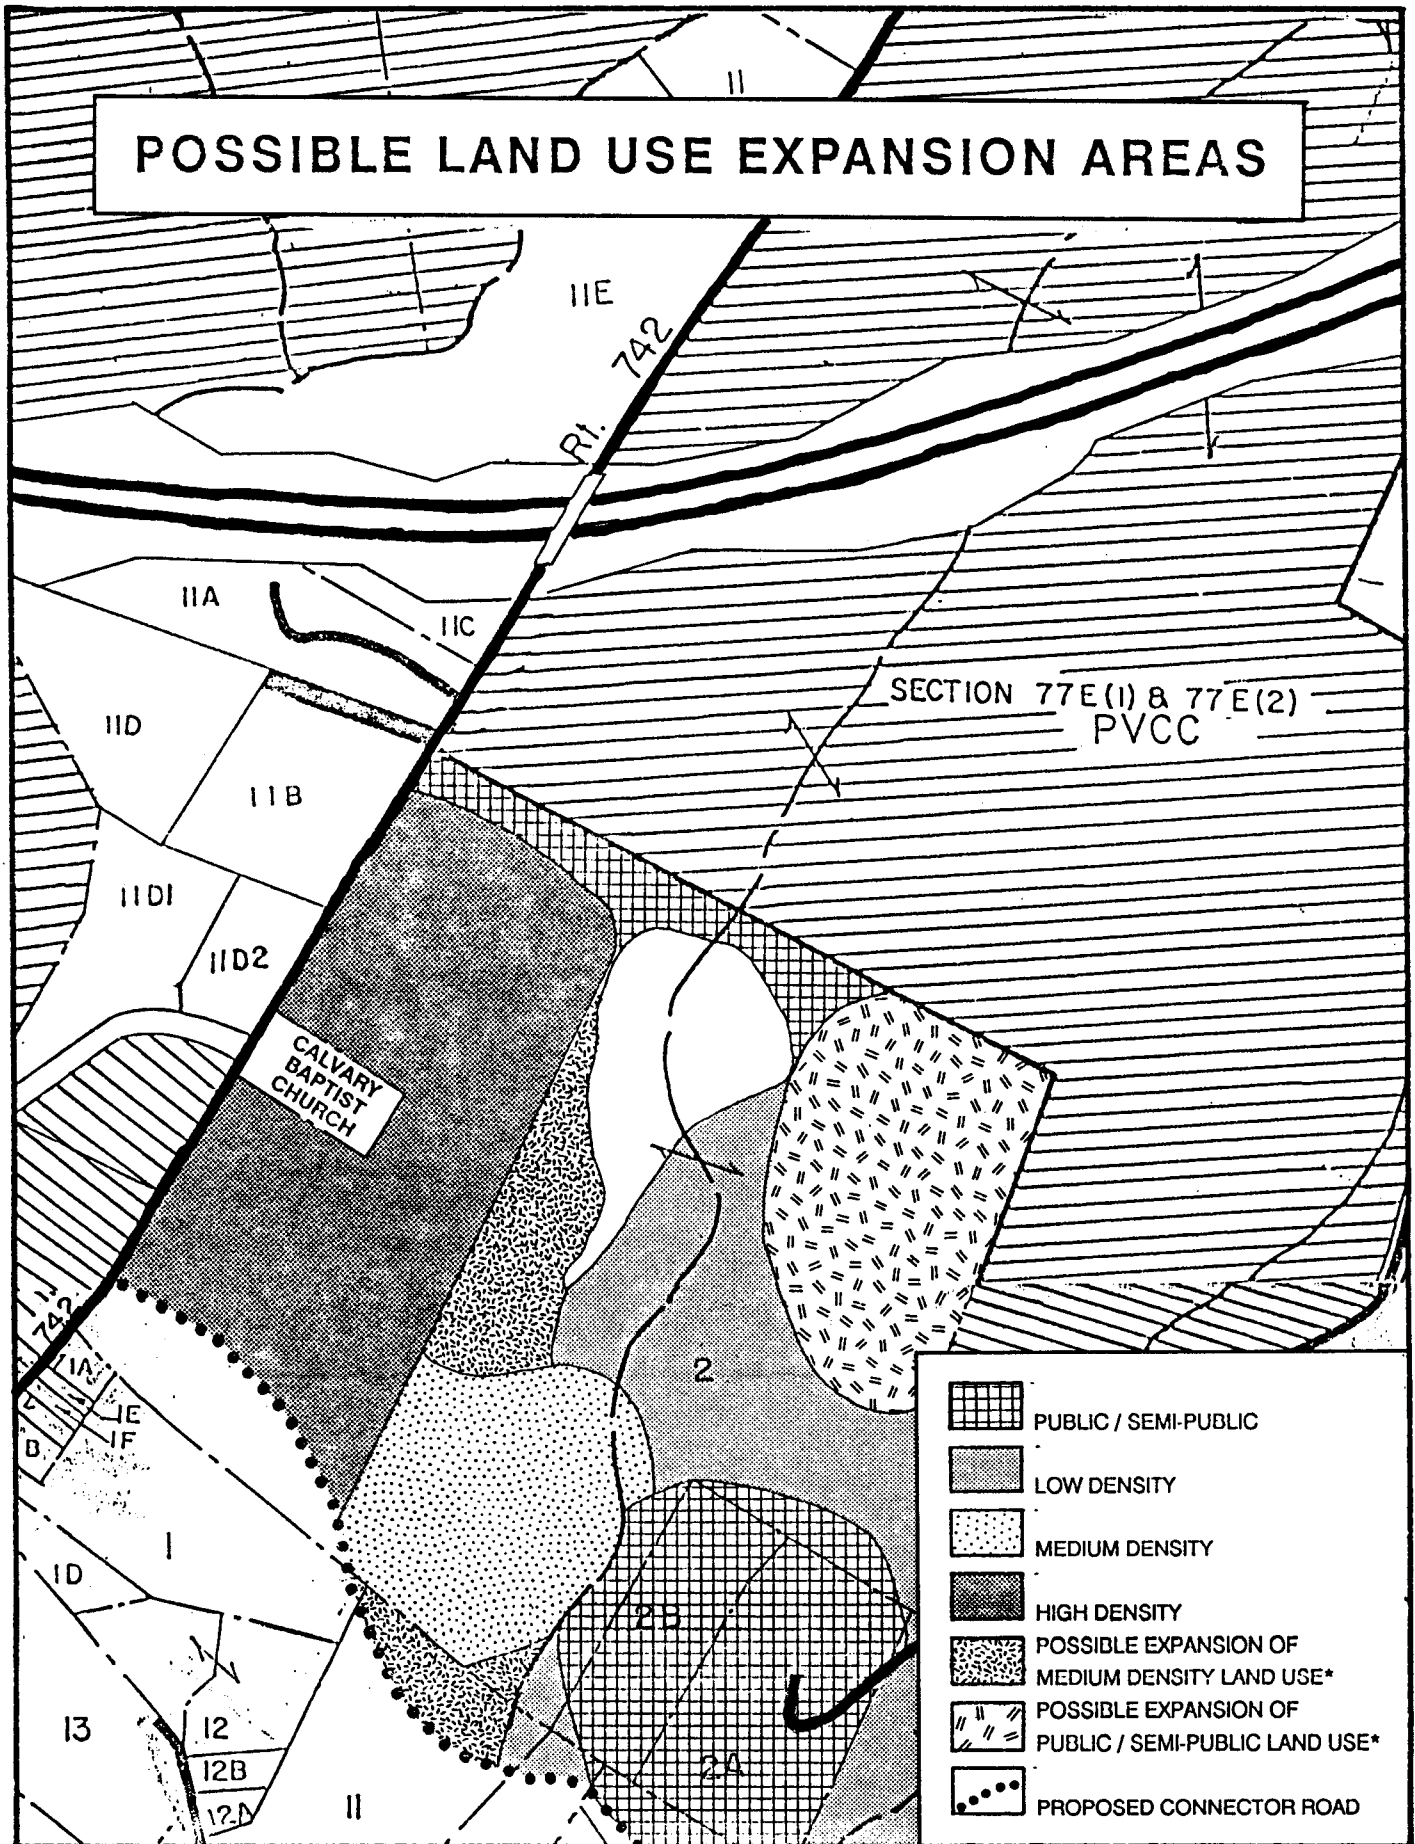 11
POSSIBLE LAND USE EXPANSION AREAS
11E
Rt. 742
11A
11C
SECTION 77E(1) & 77E(2)
PVCC
11D
11B
11D1
11D2
CALVARY
BAPTIST
CHURCH
742
1A
1E
1F
B
2
1
1D
2B
13
12
12B
12A
11
2A
PUBLIC / SEMI-PUBLIC
LOW DENSITY
MEDIUM DENSITY
HIGH DENSITY
POSSIBLE EXPANSION OF
MEDIUM DENSITY LAND USE*
POSSIBLE EXPANSION OF
PUBLIC / SEMI-PUBLIC LAND USE*
PROPOSED CONNECTOR ROAD